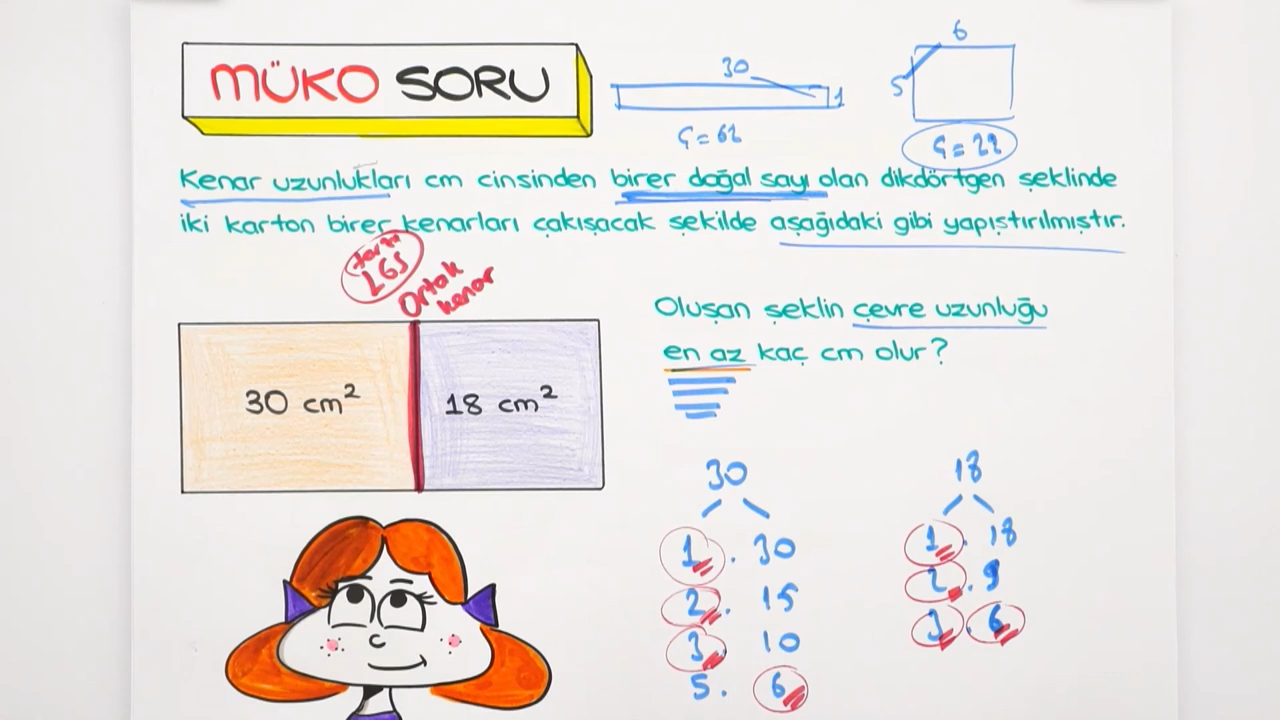 MÜKO SORU
30
1
Ç=62
6
5
Ç=22
Kenar uzunlukları cm cinsinden birer doğal sayı olan dikdörtgen şeklinde
iki karton birer kenarları çakışacak şekilde aşağıdaki gibi yapıştırılmıştır.
LGS
Ortak
kenar
30 cm²
18 cm²
Oluşan şeklin çevre uzunluğu
en az kaç cm olur?
30
1 . 30
2 . 15
3 . 10
5 . 6
18
1 . 18
2 . 9
3 . 6